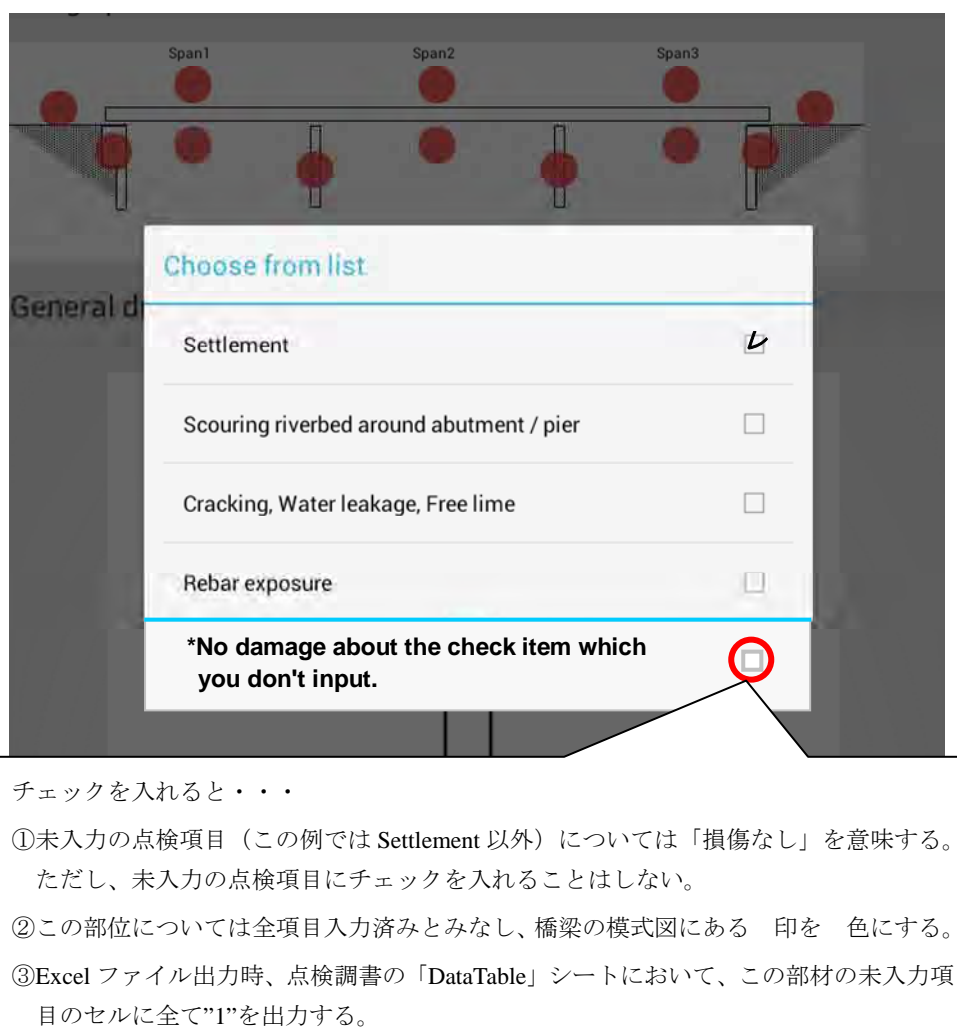 Span1 Span2 Span3
Choose from list
General d
Settlement
レ
Scouring riverbed around abutment / pier
Cracking, Water leakage, Free lime
Rebar exposure
*No damage about the check item which
you don't input.
チェックを入れると・・・
①未入力の点検項目（この例では Settlement 以外）については「損傷なし」を意味する。
ただし、未入力の点検項目にチェックを入れることはしない。
②この部位については全項目入力済みとみなし、橋梁の模式図にある　印を　色にする。
③Excel ファイル出力時、点検調書の「DataTable」シートにおいて、この部材の未入力項
目のセルに全て”1”を出力する。